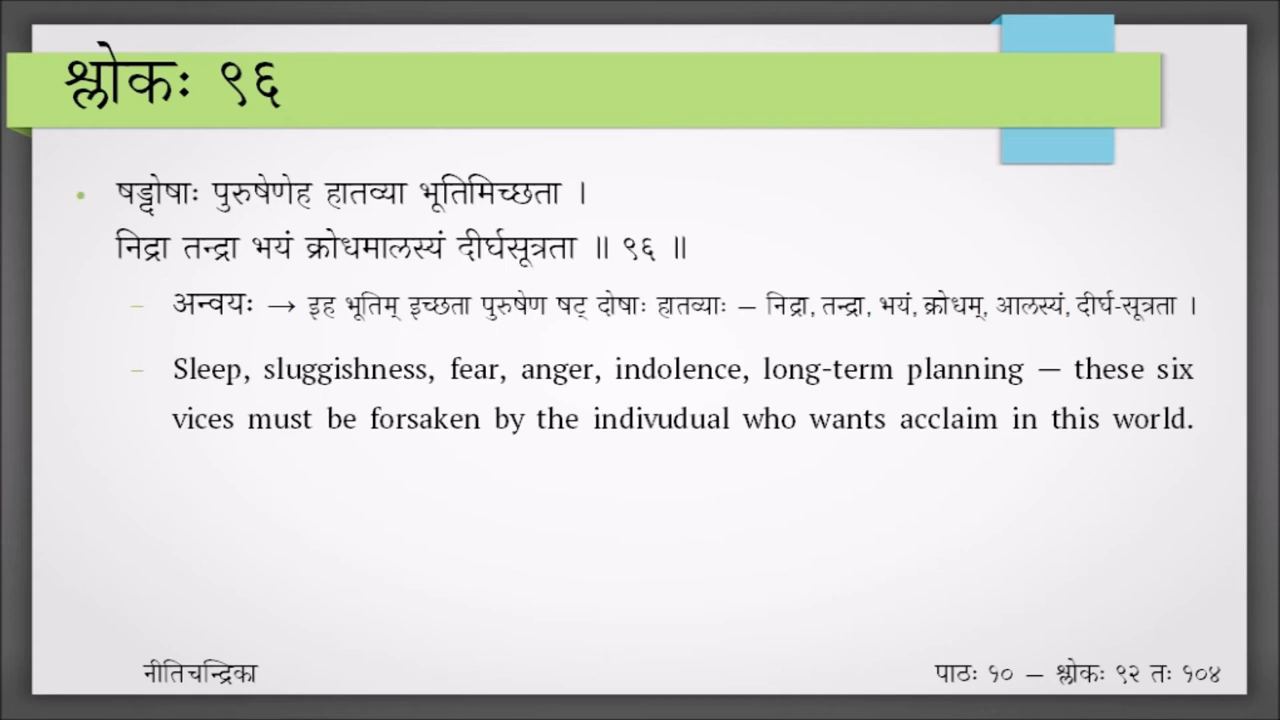 श्लोकः ९६
षड्दोषाः पुरुषेणेह हातव्या भूतिमिच्छता ।
निद्रा तन्द्रा भयं क्रोधमालस्यं दीर्घसूत्रता ॥ ९६ ॥
अन्वयः → इह भूतिम् इच्छता पुरुषेण षट् दोषाः हातव्याः – निद्रा, तन्द्रा, भयं, क्रोधम्, आलस्यं, दीर्घ-सूत्रता ।
Sleep, sluggishness, fear, anger, indolence, long-term planning — these six
vices must be forsaken by the indivudual who wants acclaim in this world.
नीतिचन्द्रिका
पाठः १० – श्लोकः ९२ तः १०४